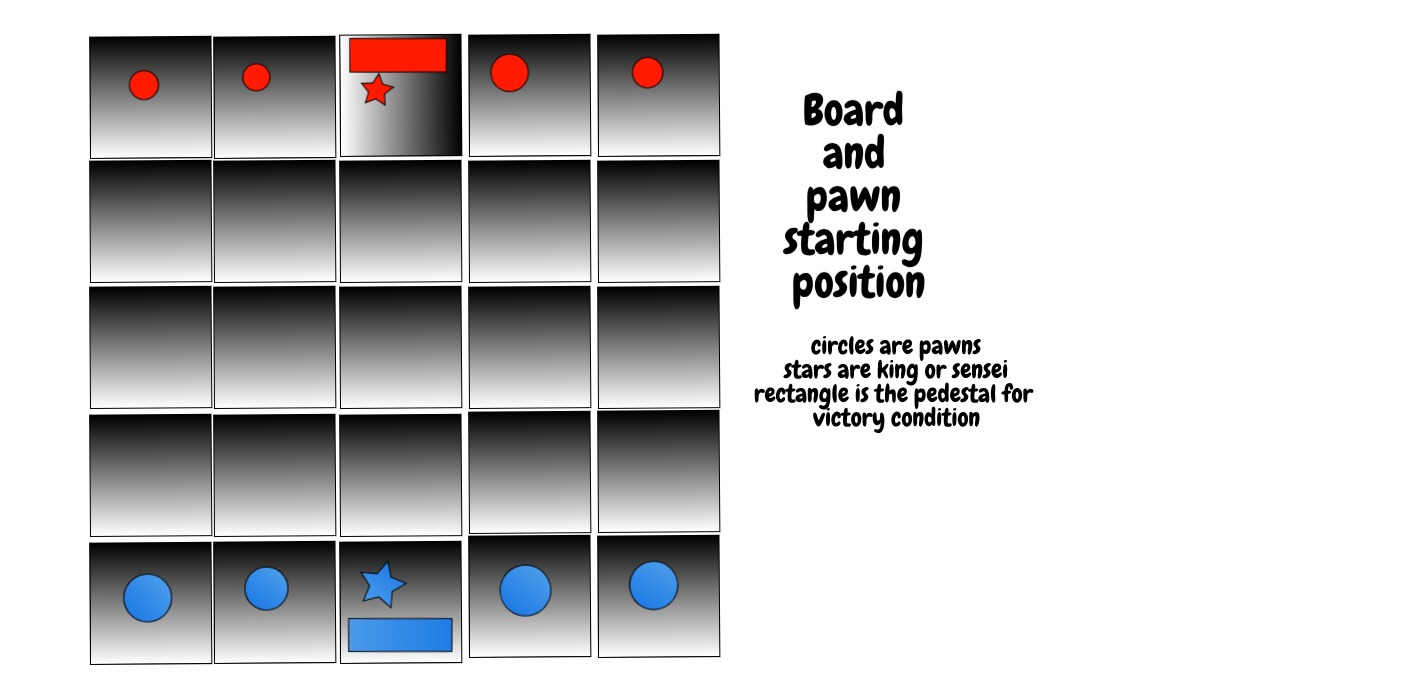 Board
and
pawn
starting
position
circles are pawns
stars are king or sensei
rectangle is the pedestal for
victory condition